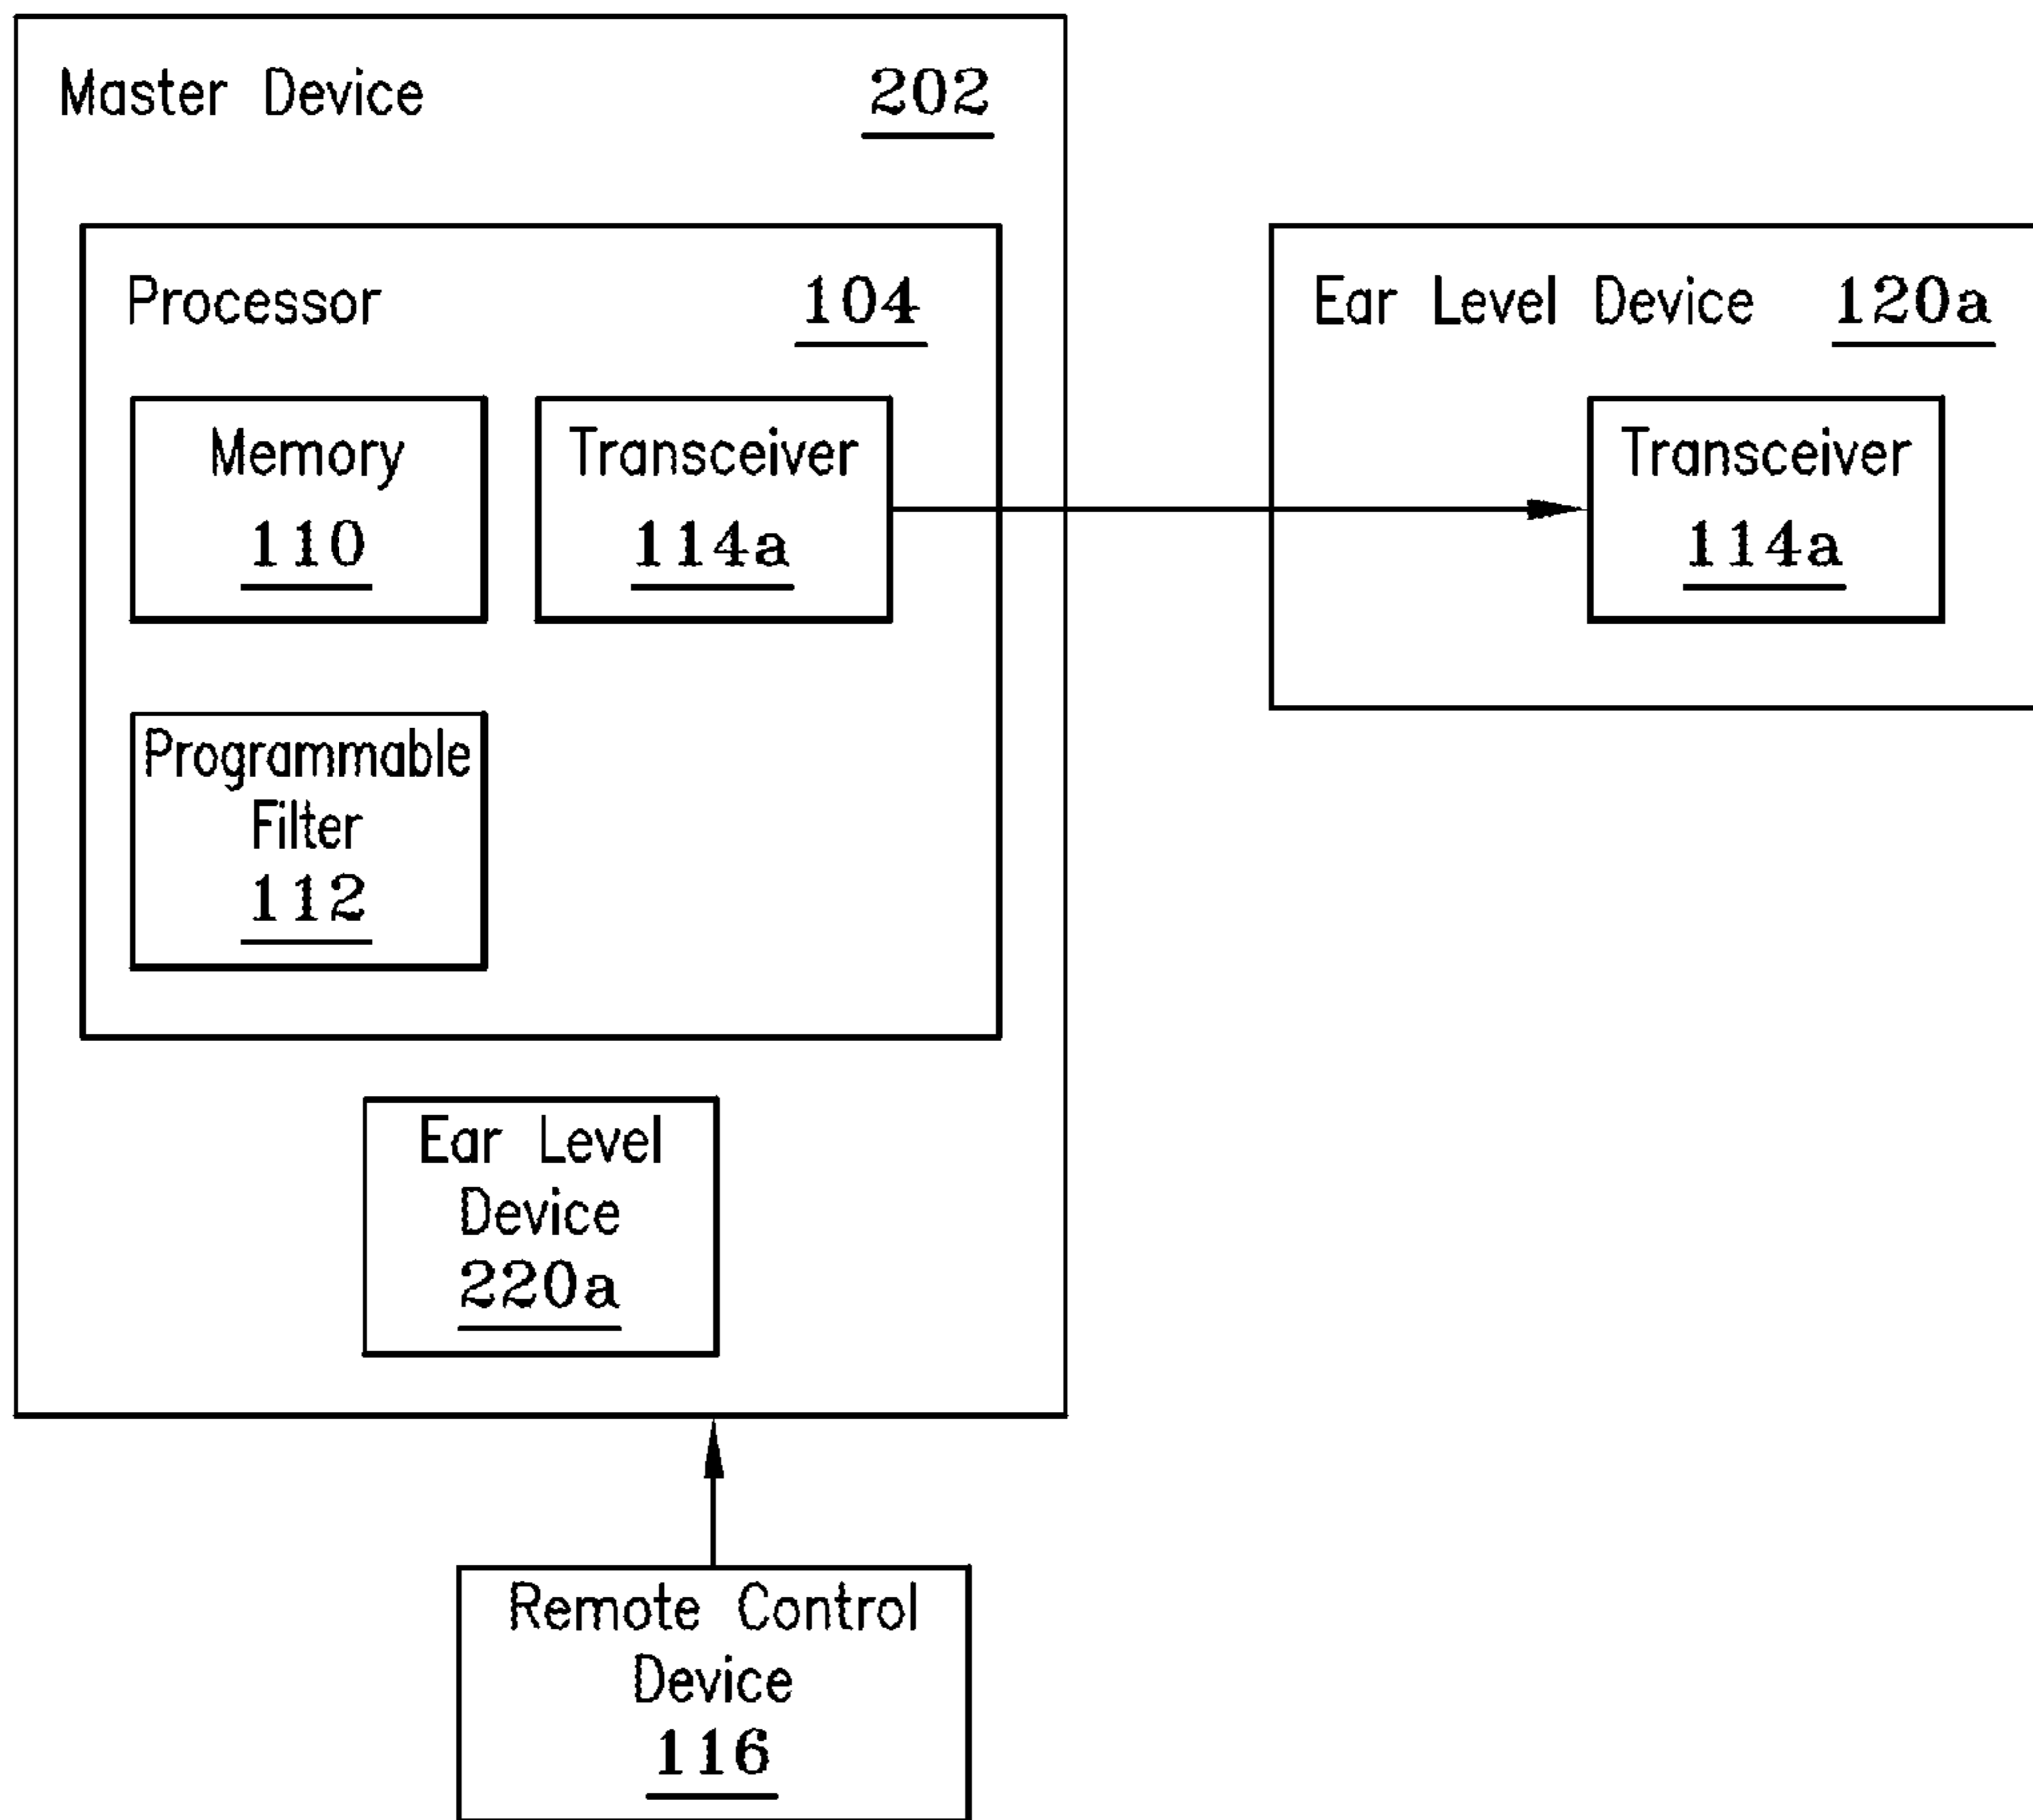 Master Device 202
Processor 104
Memory
110
Transceiver
114a
Programmable
Filter
112
Ear Level
Device
220a
Ear Level Device 120a
Transceiver
114a
Remote Control
Device
116